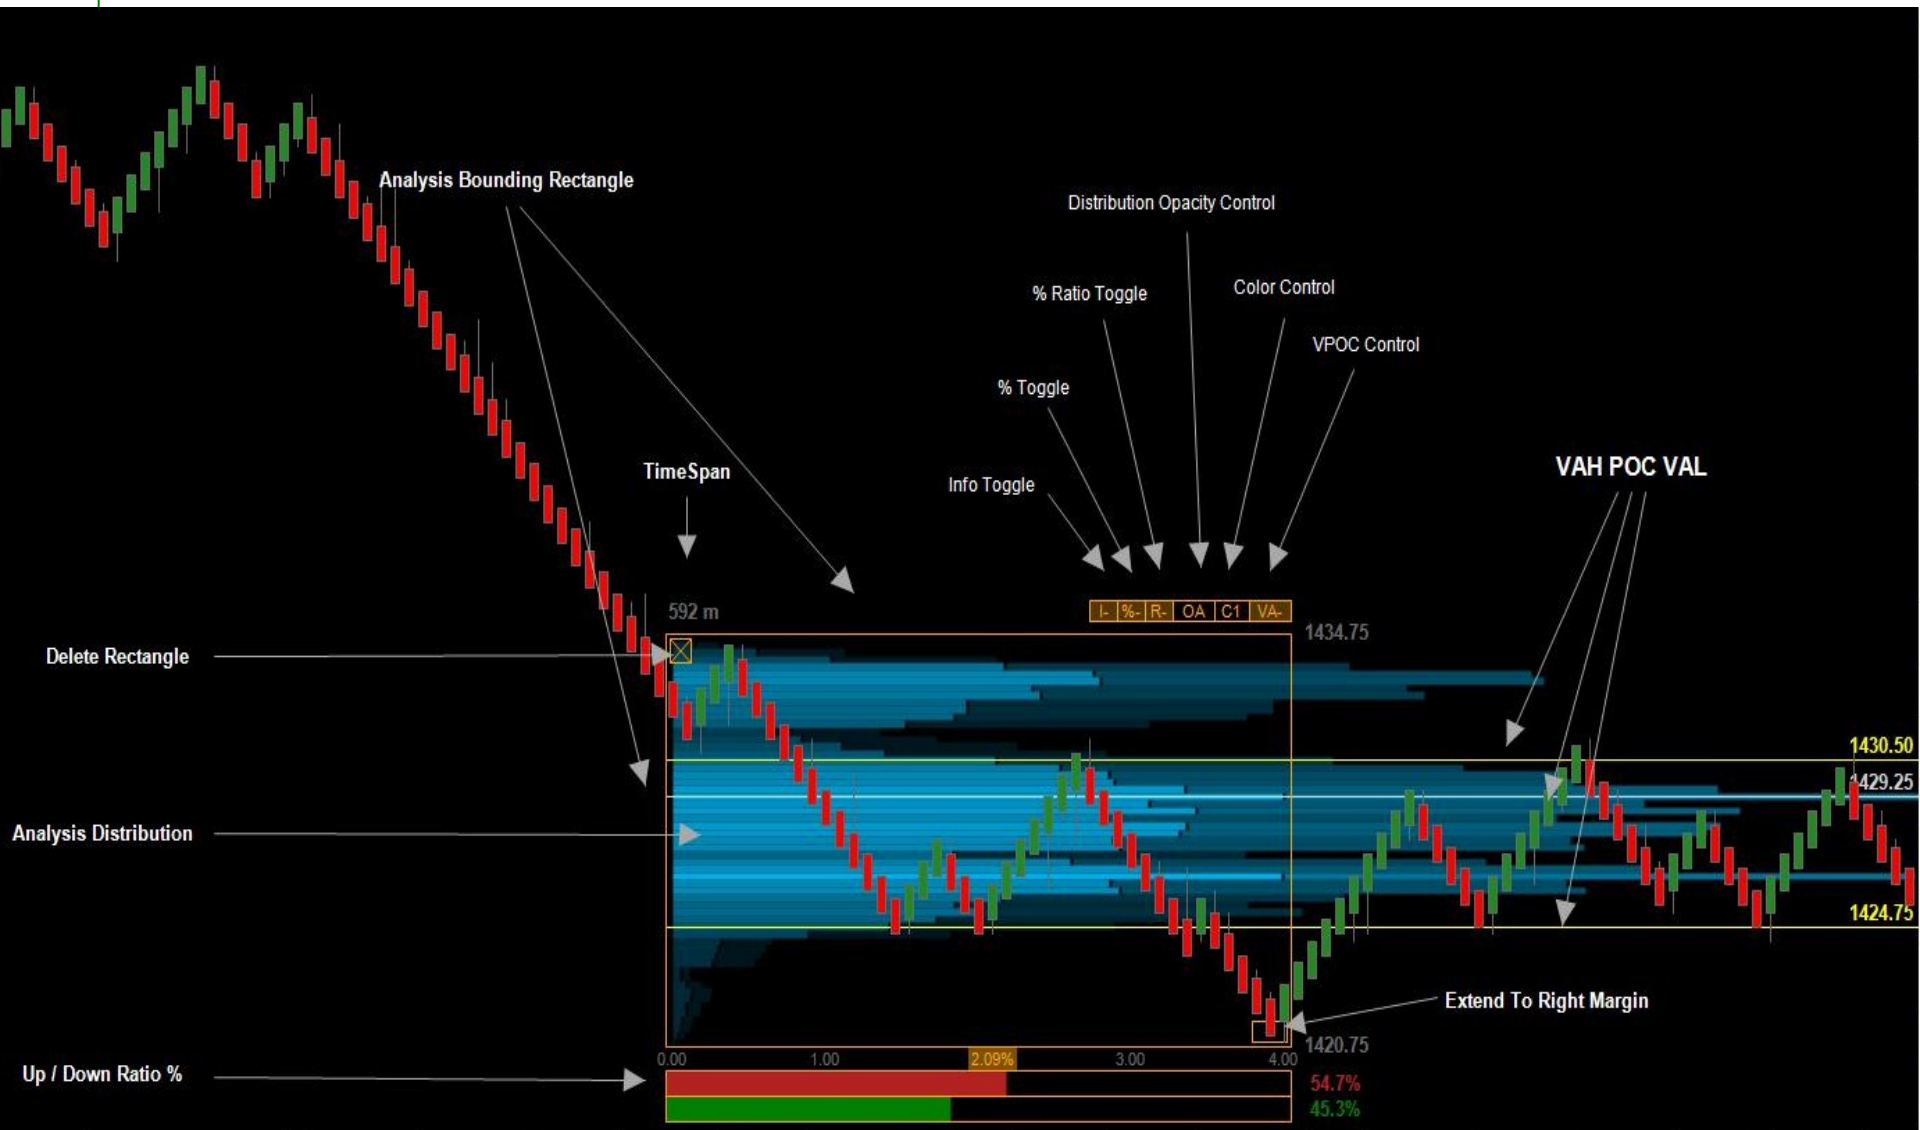 Analysis Bounding Rectangle
Distribution Opacity Control
% Ratio Toggle
Color Control
VPOC Control
% Toggle
TimeSpan
Info Toggle
VAH POC VAL
592 m
I- %- R- OA C1 VA-
1434.75
Delete Rectangle
1430.50
1429.25
Analysis Distribution
1424.75
Extend To Right Margin
1420.75
0.00 1.00 2.09% 3.00 4.00
Up / Down Ratio %
54.7%
45.3%